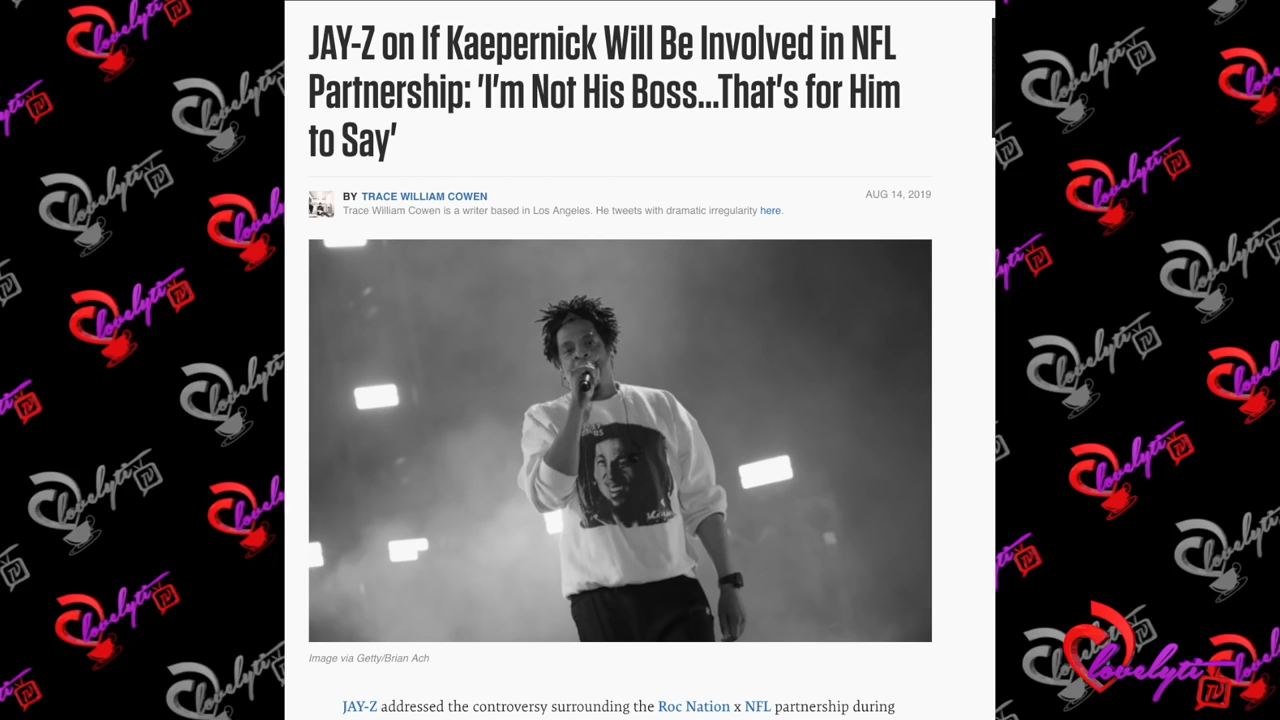 JAY-Z on If Kaepernick Will Be Involved in NFL
Partnership: 'I'm Not His Boss...That's for Him
to Say'
BY TRACE WILLIAM COWEN
AUG 14, 2019
Trace William Cowen is a writer based in Los Angeles. He tweets with dramatic irregularity here.
Image via Getty/Brian Ach
JAY-Z addressed the controversy surrounding the Roc Nation x NFL partnership during
lovelyti TV